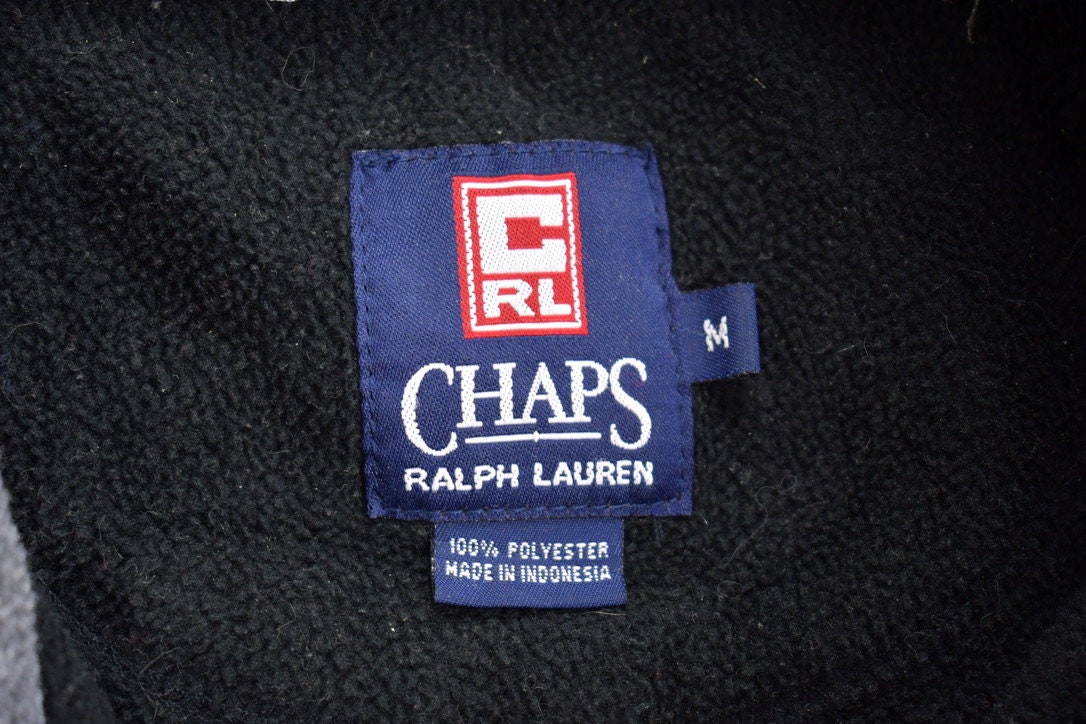 C
RL
CHAPS
RALPH LAUREN
M
100% POLYESTER
MADE IN INDONESIA